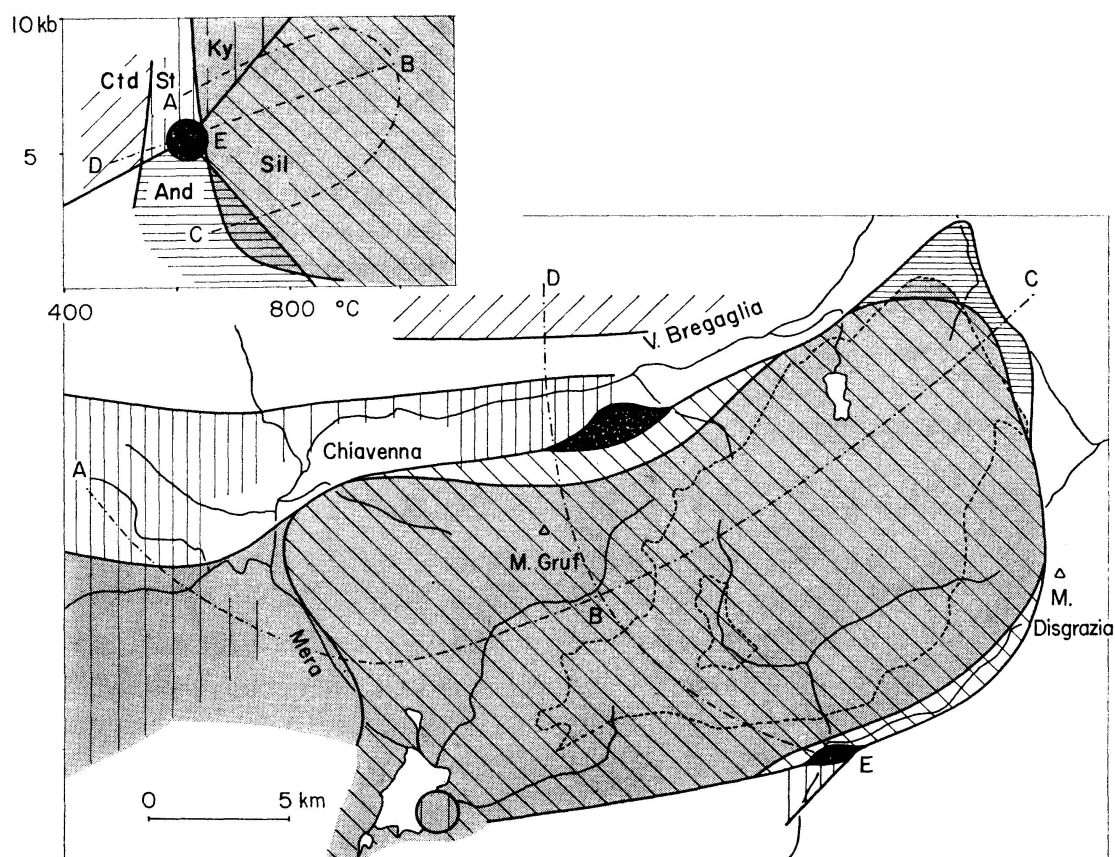 10 kb
Ky
Ctd St
B
A
E
5
D
Sil
And
C
400 800 °C
D
C
V. Bregaglia
Chiavenna
A
M. Gruf
M.
B
Disgrazia
Mera
E
0 5 km